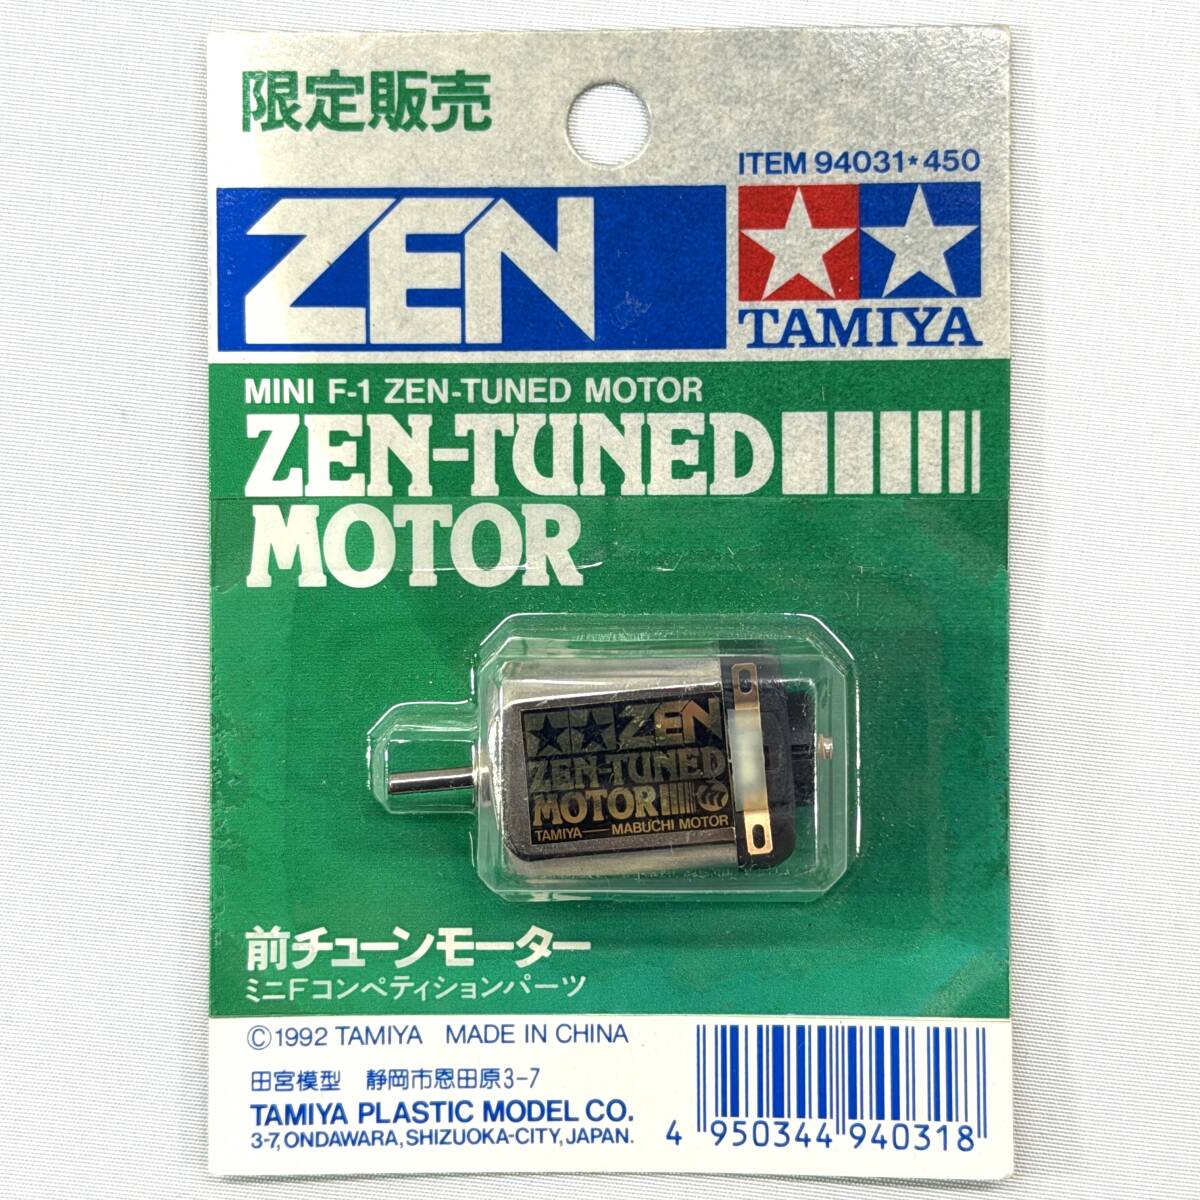 限定販売
ITEM 94031★450
ZEN
TAMIYA
MINI F-1 ZEN-TUNED MOTOR
ZEN-TUNED
MOTOR
ZEN
ZEN-TUNED
MOTOR
TAMIYA—MABUCHI MOTOR
前チューンモーター
ミニFコンペティションパーツ
©1992 TAMIYA MADE IN CHINA
田宮模型 静岡市恩田原3-7
TAMIYA PLASTIC MODEL CO.
3-7, ONDAWARA, SHIZUOKA-CITY, JAPAN.
4 950344 940318